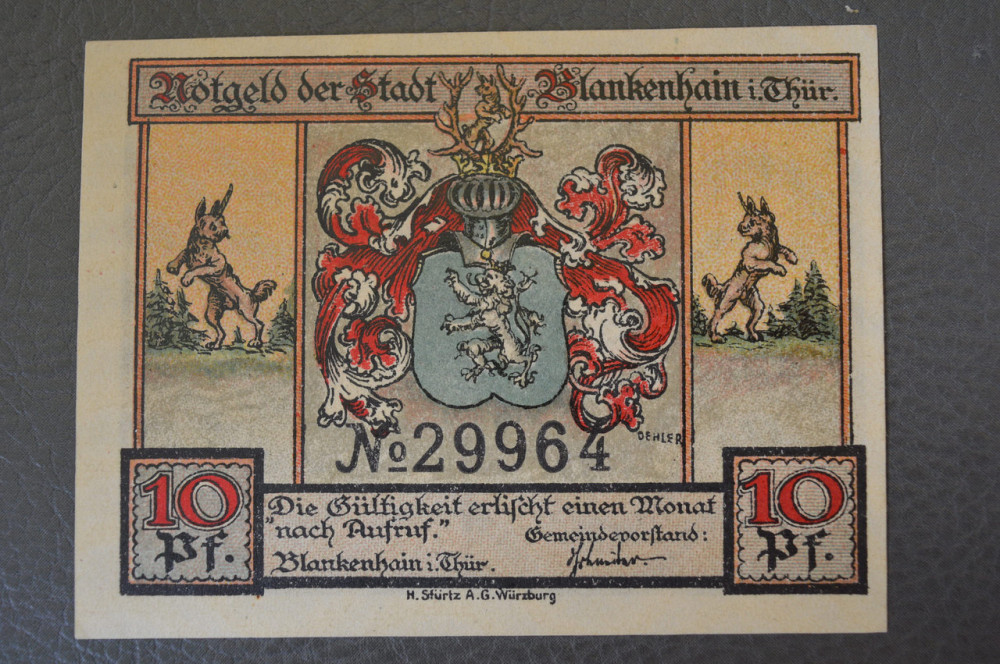 Notgeld der Stadt Blankenhain i. Thür.
OEHLER
No 29964
10 Pf.
Die Gültigkeit erlischt einen Monat
"nach Aufruf."
Gemeindevorstand:
Blankenhain i. Thür.
10 Pf.
H. Stürtz A.G. Würzburg